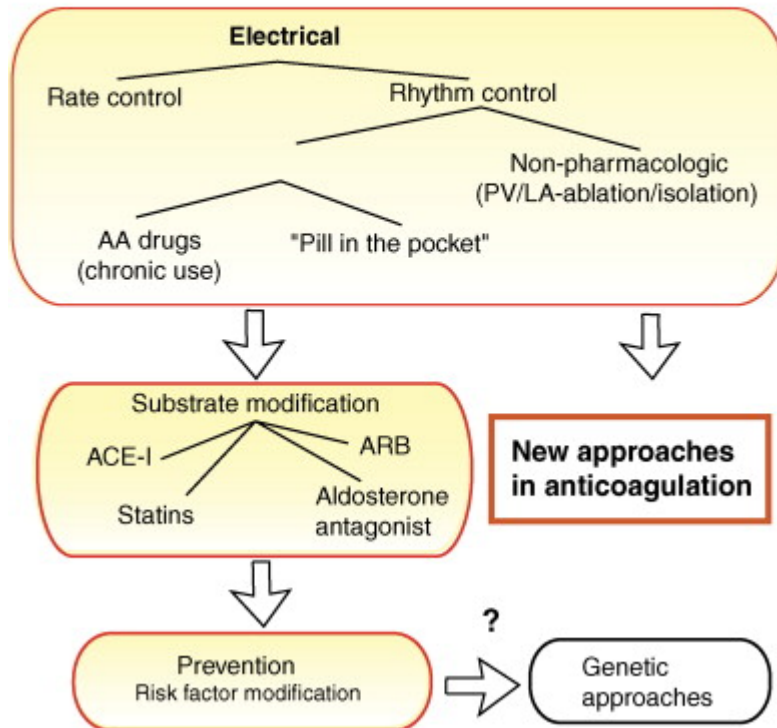 Electrical
Rate control
Rhythm control
Non-pharmacologic
(PV/LA-ablation/isolation)
AA drugs
(chronic use)
"Pill in the pocket"
Substrate modification
ACE-I
ARB
Statins
Aldosterone
antagonist
New approaches
in anticoagulation
Prevention
Risk factor modification
?
Genetic
approaches